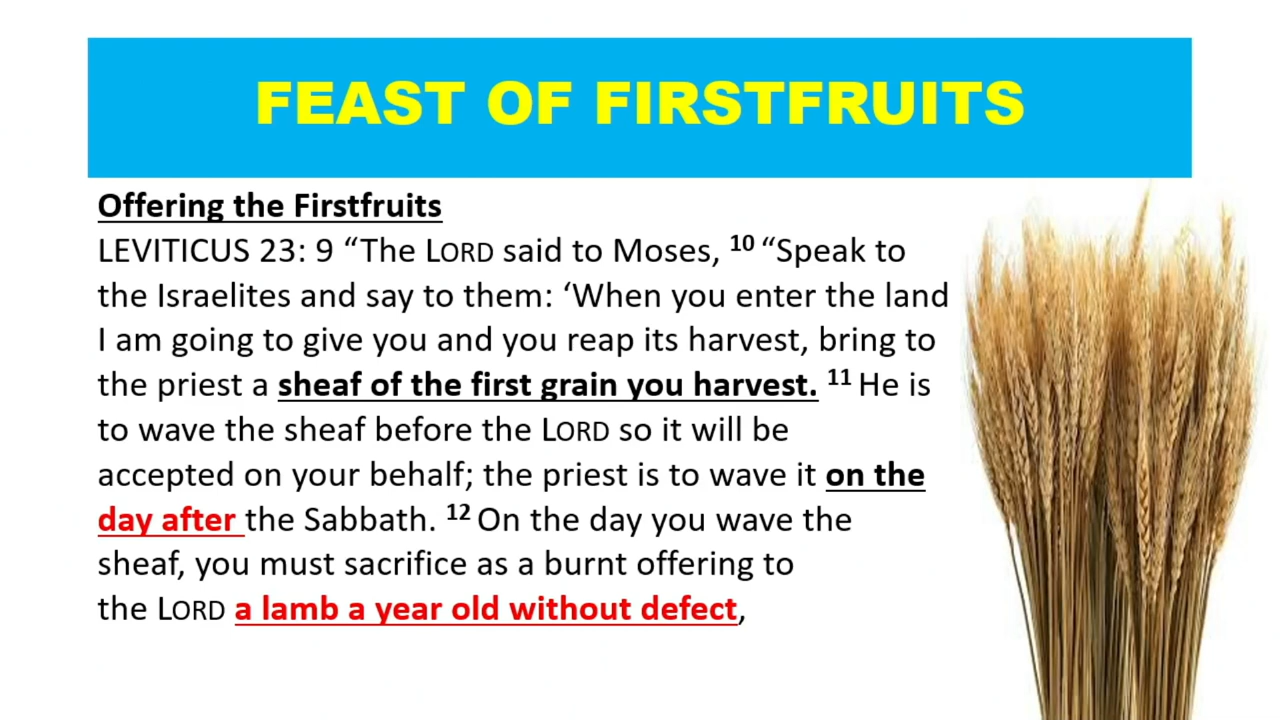 FEAST OF FIRSTFRUITS
Offering the Firstfruits
LEVITICUS 23: 9 “The LORD said to Moses, 10 “Speak to
the Israelites and say to them: ‘When you enter the land
I am going to give you and you reap its harvest, bring to
the priest a sheaf of the first grain you harvest. 11 He is
to wave the sheaf before the LORD so it will be
accepted on your behalf; the priest is to wave it on the
day after the Sabbath. 12 On the day you wave the
sheaf, you must sacrifice as a burnt offering to
the LORD a lamb a year old without defect,